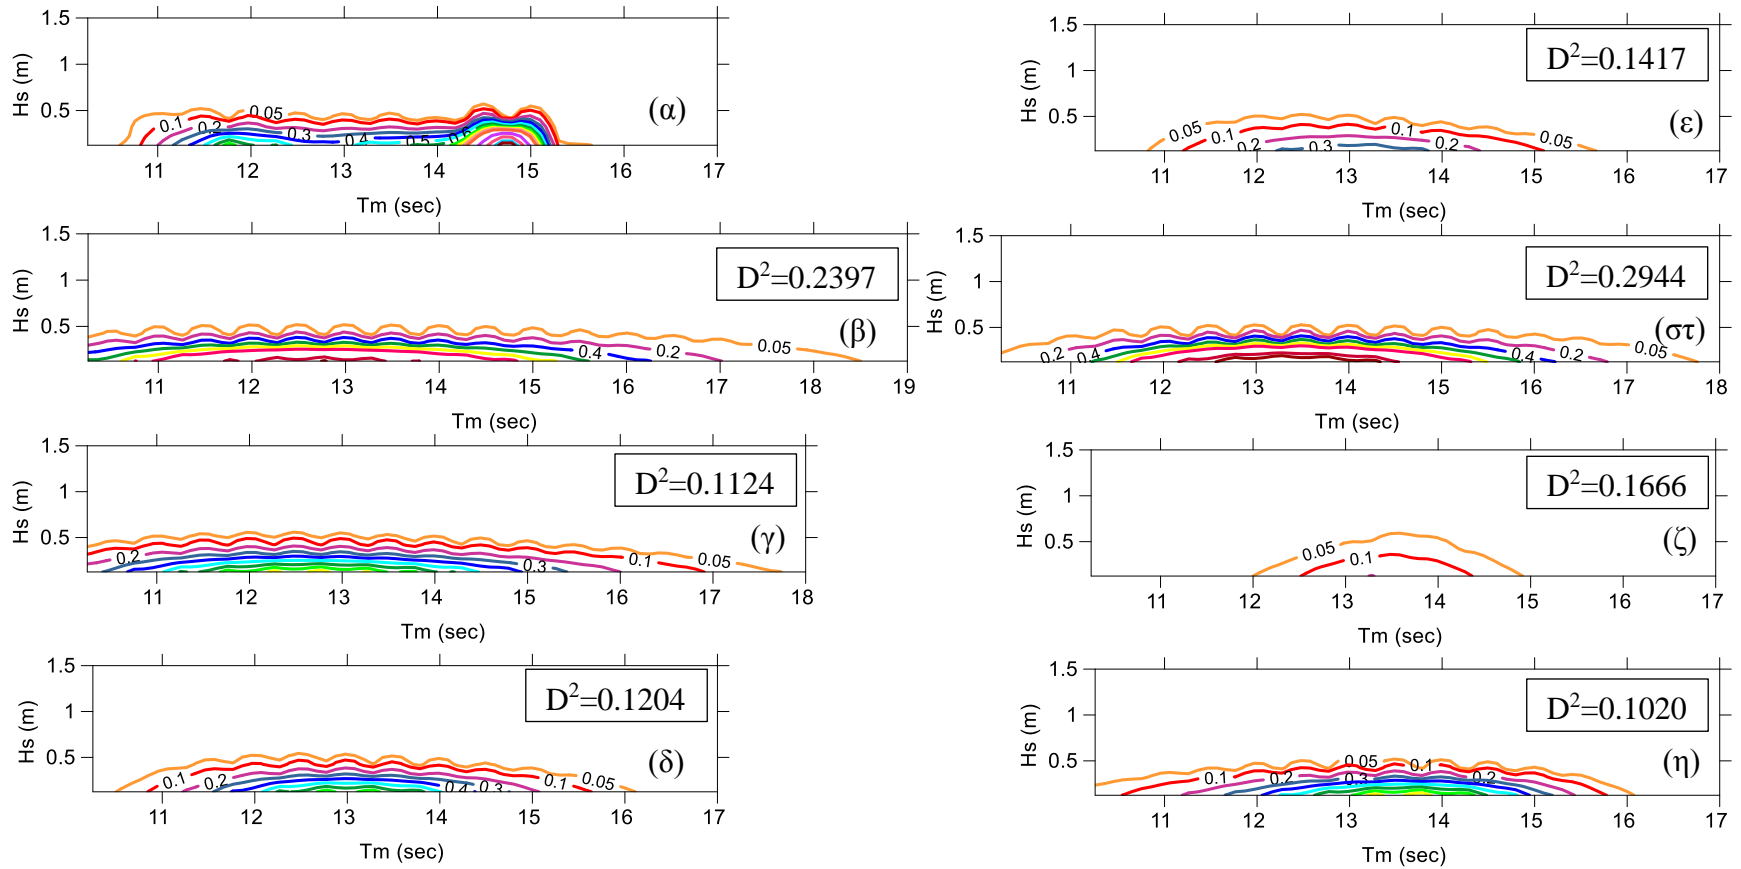 1.5
1
0.5
Hs (m)
0.05
0.1
0.2
0.3
0.4
0.5
0.6
(α)
11 12 13 14 15 16 17
Tm (sec)
1.5
1
0.5
Hs (m)
D²=0.1417
(ε)
0.05
0.1
0.2
0.3
0.1
0.2
0.05
11 12 13 14 15 16 17
Tm (sec)
1.5
1
0.5
Hs (m)
D²=0.2397
(β)
0.4
0.2
0.05
11 12 13 14 15 16 17 18 19
Tm (sec)
1.5
1
0.5
Hs (m)
D²=0.2944
(στ)
0.2
0.4
0.4
0.2
0.05
11 12 13 14 15 16 17 18
Tm (sec)
1.5
1
0.5
Hs (m)
D²=0.1124
(γ)
0.2
0.3
0.1
0.05
11 12 13 14 15 16 17 18
Tm (sec)
1.5
1
0.5
Hs (m)
D²=0.1666
(ζ)
0.05
0.1
11 12 13 14 15 16 17
Tm (sec)
1.5
1
0.5
Hs (m)
D²=0.1204
(δ)
0.1
0.2
0.4
0.3
0.1
0.05
11 12 13 14 15 16 17
Tm (sec)
1.5
1
0.5
Hs (m)
D²=0.1020
(η)
0.05
0.1
0.1
0.2
0.3
0.2
11 12 13 14 15 16 17
Tm (sec)